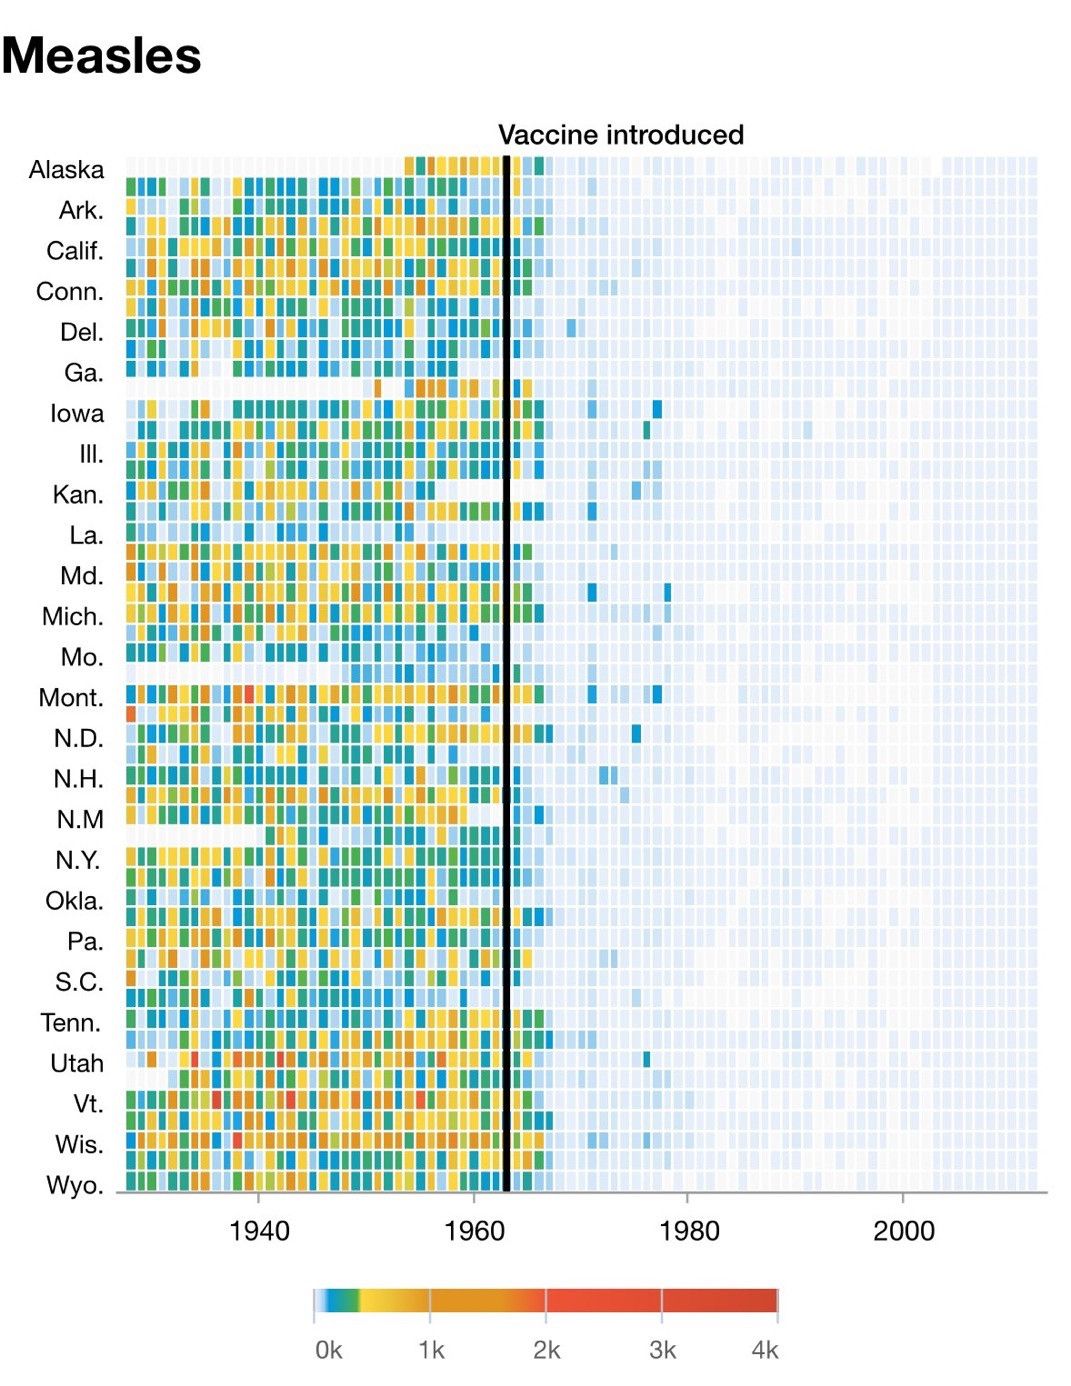 Measles
Vaccine introduced
Alaska
Ark.
Calif.
Conn.
Del.
Ga.
Iowa
Ill.
Kan.
La.
Md.
Mich.
Mo.
Mont.
N.D.
N.H.
N.M
N.Y.
Okla.
Pa.
S.C.
Tenn.
Utah
Vt.
Wis.
Wyo.
1940 1960 1980 2000
0k 1k 2k 3k 4k